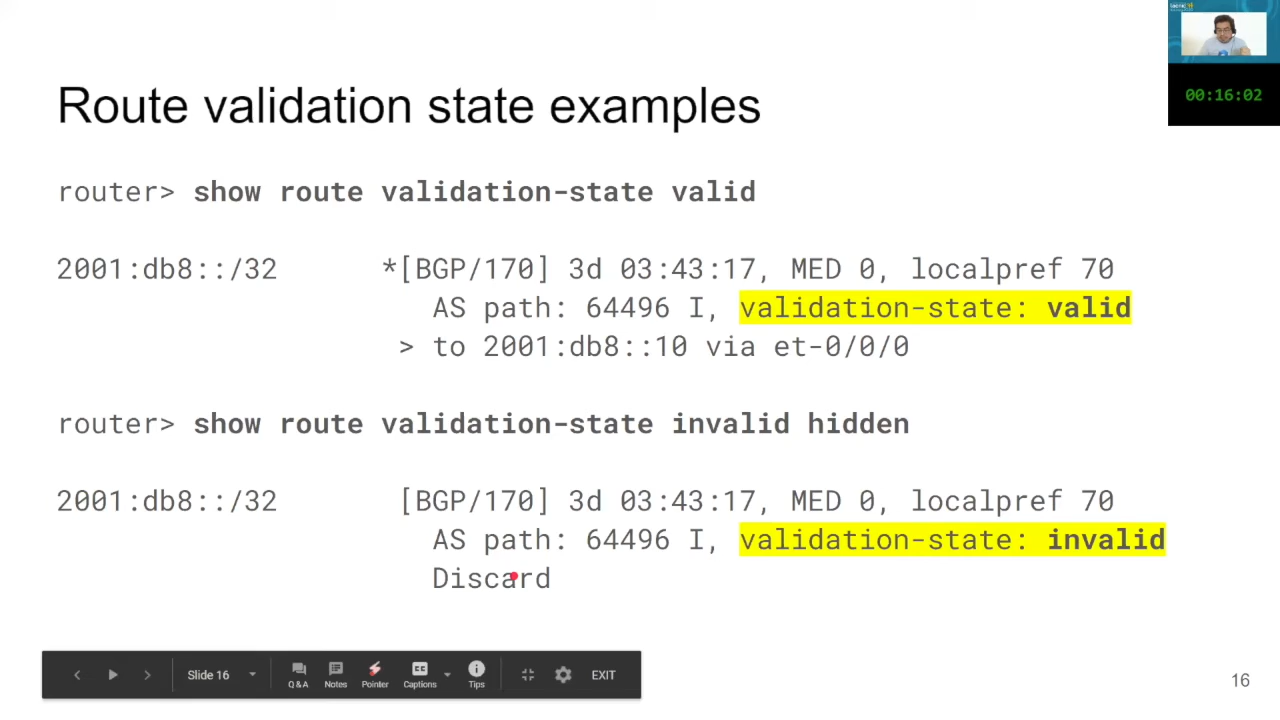 00:16:02
Route validation state examples
router> show route validation-state valid
2001:db8::/32 *[BGP/170] 3d 03:43:17, MED 0, localpref 70
AS path: 64496 I, validation-state: valid
> to 2001:db8::10 via et-0/0/0
router> show route validation-state invalid hidden
2001:db8::/32 [BGP/170] 3d 03:43:17, MED 0, localpref 70
AS path: 64496 I, validation-state: invalid
Discard
Slide 16 Q&A Notes Pointer CC Captions Tips EXIT
16